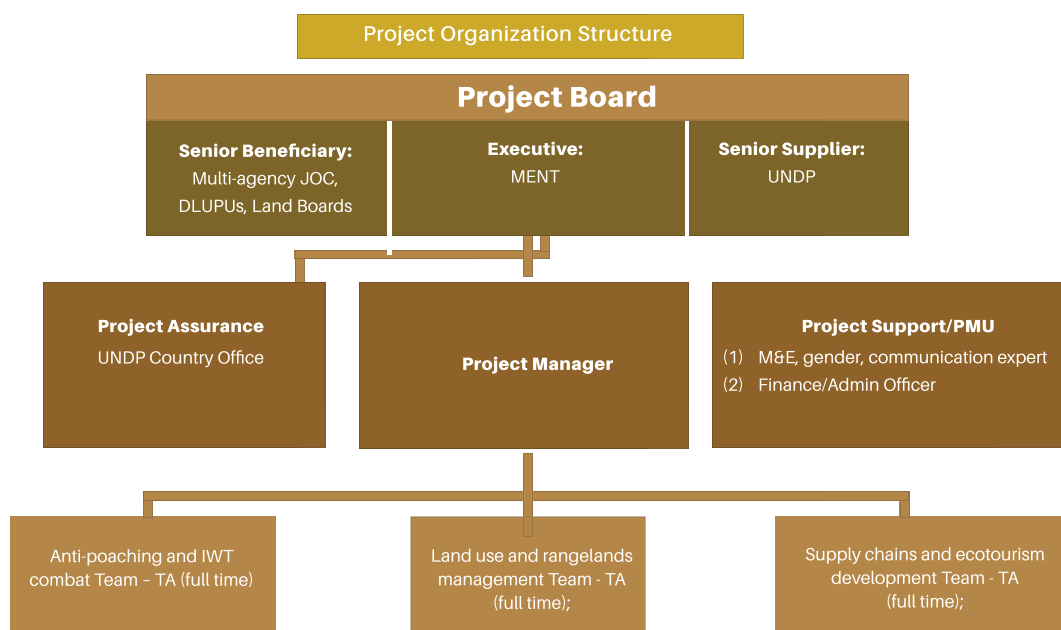 Project Organization Structure
Project Board
Senior Beneficiary:
Multi-agency JOC,
DLUPUs, Land Boards
Executive:
MENT
Senior Supplier:
UNDP
Project Assurance
UNDP Country Office
Project Manager
Project Support/PMU
(1) M&E, gender, communication expert
(2) Finance/Admin Officer
Anti-poaching and IWT
combat Team – TA (full time)
Land use and rangelands
management Team - TA
(full time);
Supply chains and ecotourism
development Team - TA
(full time);